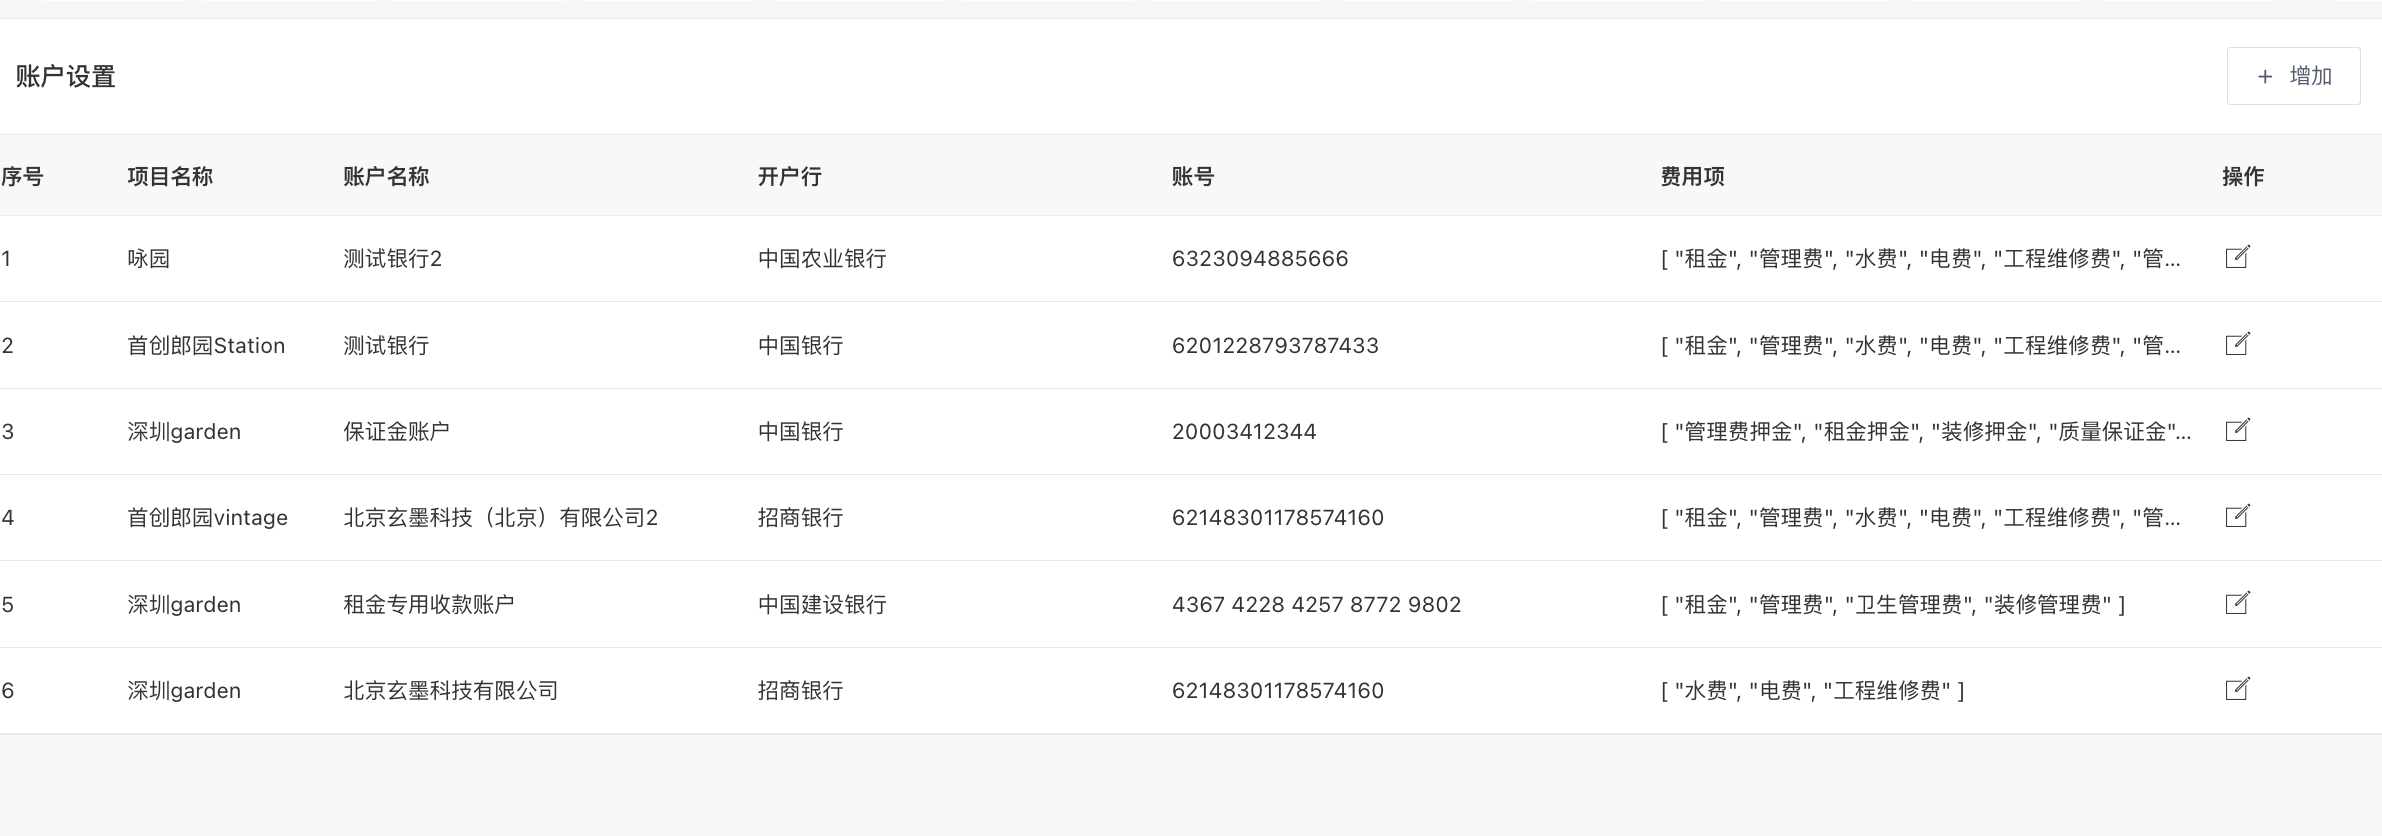 账户设置
+ 增加
序号 项目名称 账户名称 开户行 账号 费用项 操作
1 咏园 测试银行2 中国农业银行 6323094885666 [ "租金", "管理费", "水费", "电费", "工程维修费", "管...
2 首创郎园Station 测试银行 中国银行 6201228793787433 [ "租金", "管理费", "水费", "电费", "工程维修费", "管...
3 深圳garden 保证金账户 中国银行 20003412344 [ "管理费押金", "租金押金", "装修押金", "质量保证金"...
4 首创郎园vintage 北京玄墨科技（北京）有限公司2 招商银行 62148301178574160 [ "租金", "管理费", "水费", "电费", "工程维修费", "管...
5 深圳garden 租金专用收款账户 中国建设银行 4367 4228 4257 8772 9802 [ "租金", "管理费", "卫生管理费", "装修管理费" ]
6 深圳garden 北京玄墨科技有限公司 招商银行 62148301178574160 [ "水费", "电费", "工程维修费" ]